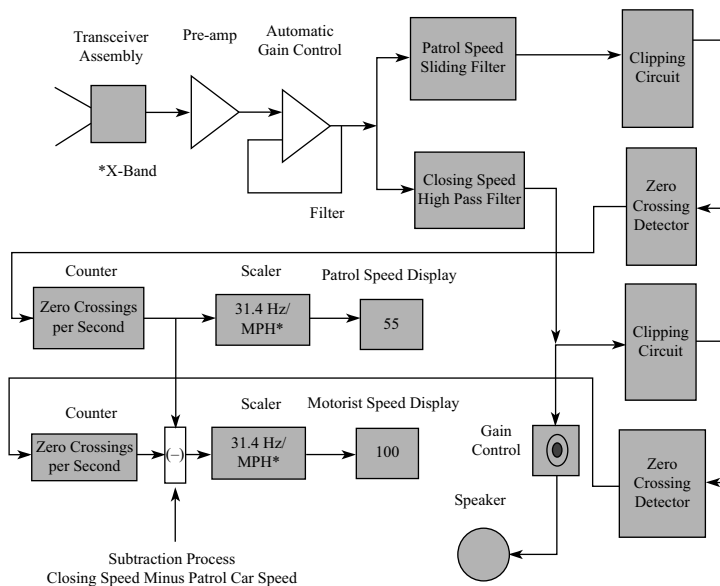 Transceiver
Assembly
Pre-amp
Automatic
Gain Control
Patrol Speed
Sliding Filter
Clipping
Circuit
*X-Band
Filter
Closing Speed
High Pass Filter
Zero
Crossing
Detector
Counter
Scaler
Patrol Speed Display
Zero Crossings
per Second
31.4 Hz/
MPH*
55
Clipping
Circuit
Counter
Scaler
Motorist Speed Display
Zero Crossings
per Second
(–)
31.4 Hz/
MPH*
100
Gain
Control
Zero
Crossing
Detector
Speaker
Subtraction Process
Closing Speed Minus Patrol Car Speed